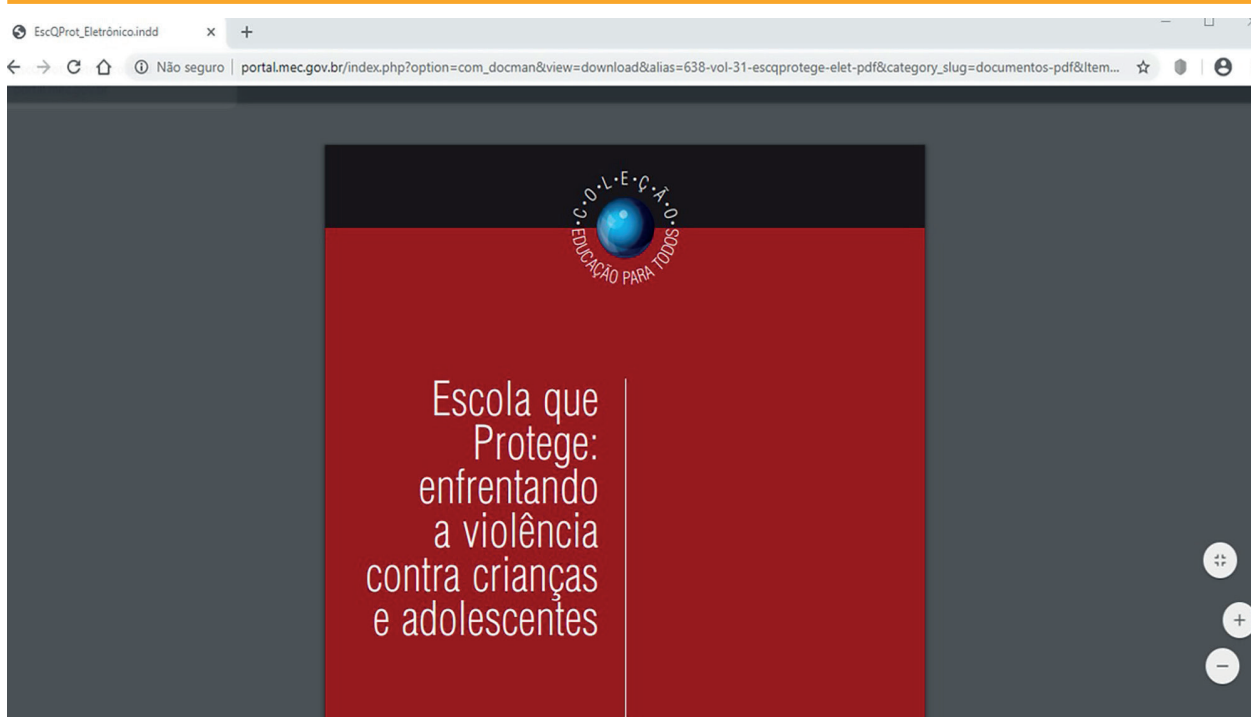 EscQProt_Eletrônico.indd
Não seguro | portal.mec.gov.br/index.php?option=com_docman&view=download&alias=638-vol-31-escqprotege-elet-pdf&category_slug=documentos-pdf&Item...
·C·O·L·E·Ç·Ã·O·
EDUCAÇÃO PARA TODOS
Escola que
Protege:
enfrentando
a violência
contra crianças
e adolescentes